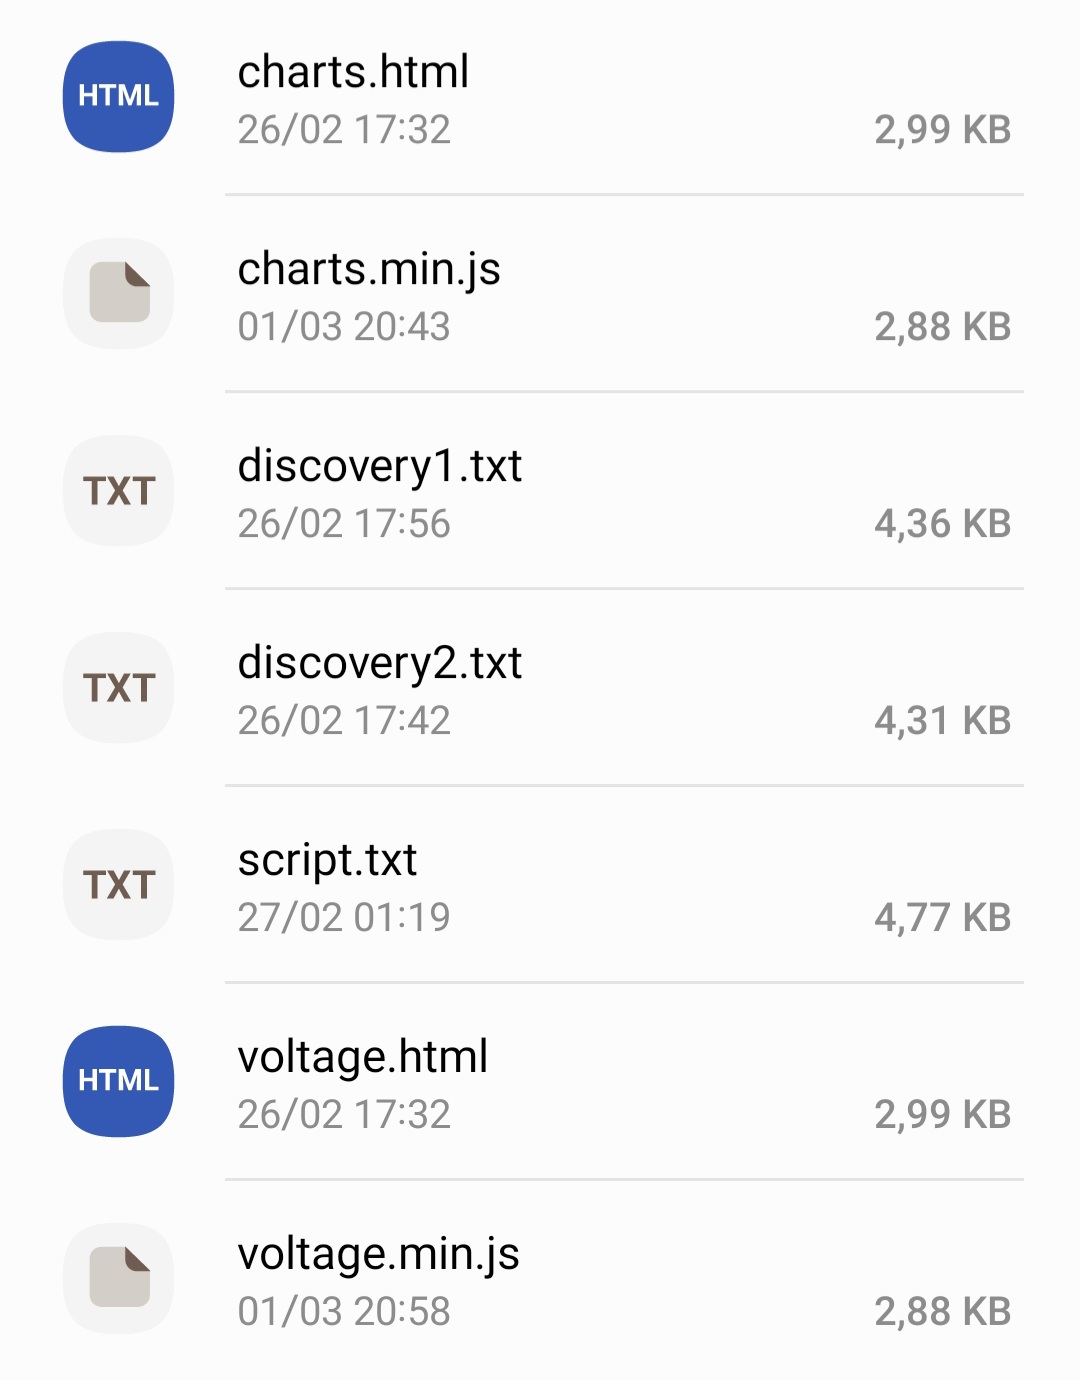 HTML
charts.html
26/02 17:32
2,99 KB
charts.min.js
01/03 20:43
2,88 KB
TXT
discovery1.txt
26/02 17:56
4,36 KB
TXT
discovery2.txt
26/02 17:42
4,31 KB
TXT
script.txt
27/02 01:19
4,77 KB
HTML
voltage.html
26/02 17:32
2,99 KB
voltage.min.js
01/03 20:58
2,88 KB